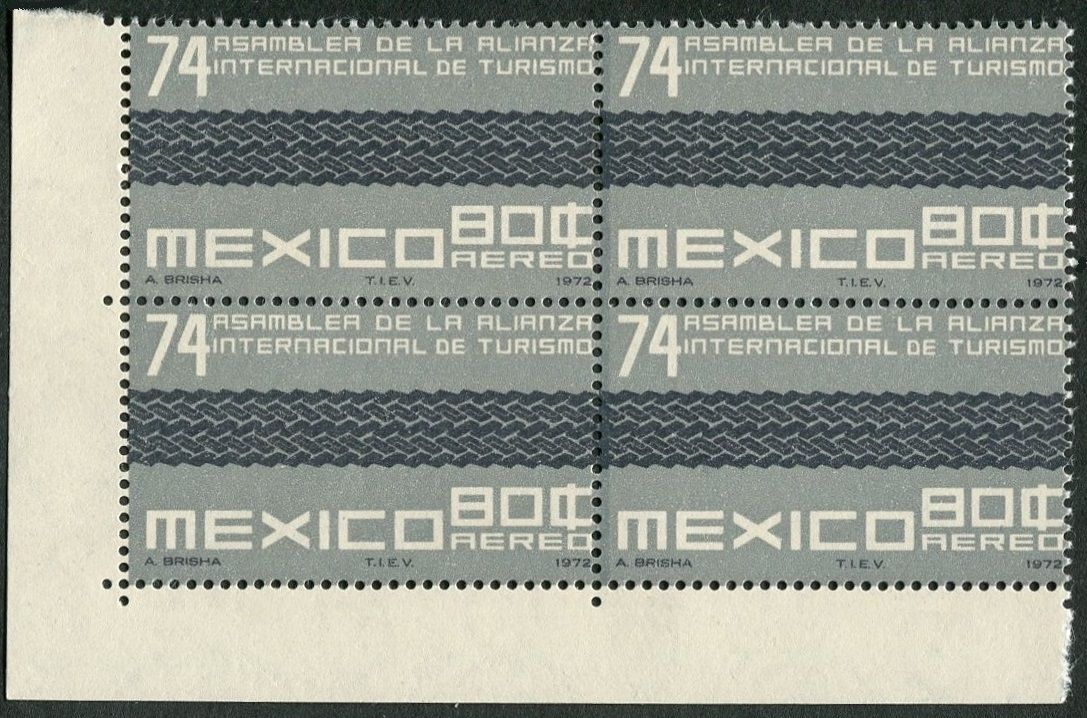 74 ASAMBLEA DE LA ALIANZA
INTERNACIONAL DE TURISMO
MEXICO 80¢
AEREO
A. BRISHA T.I.E.V. 1972
74 ASAMBLEA DE LA ALIANZA
INTERNACIONAL DE TURISMO
MEXICO 80¢
AEREO
A. BRISHA T.I.E.V. 1972
74 ASAMBLEA DE LA ALIANZA
INTERNACIONAL DE TURISMO
MEXICO 80¢
AEREO
A. BRISHA T.I.E.V. 1972
74 ASAMBLEA DE LA ALIANZA
INTERNACIONAL DE TURISMO
MEXICO 80¢
AEREO
A. BRISHA T.I.E.V. 1972